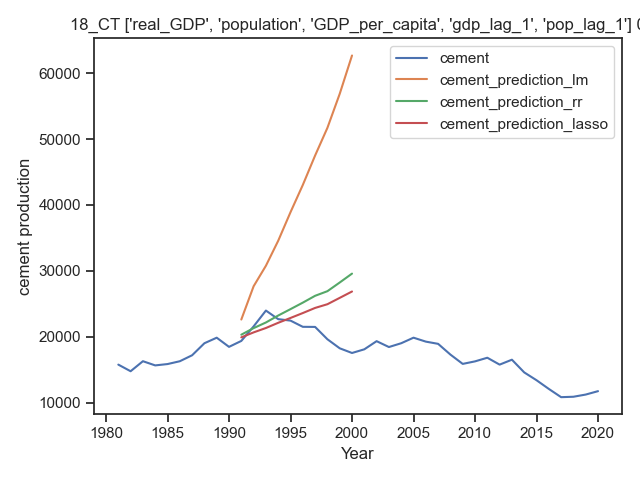 18_CT ['real_GDP', 'population', 'GDP_per_capita', 'gdp_lag_1', 'pop_lag_1'] 0
cement
cement_prediction_lm
cement_prediction_rr
cement_prediction_lasso
cement production
60000
50000
40000
30000
20000
10000
1980 1985 1990 1995 2000 2005 2010 2015 2020
Year